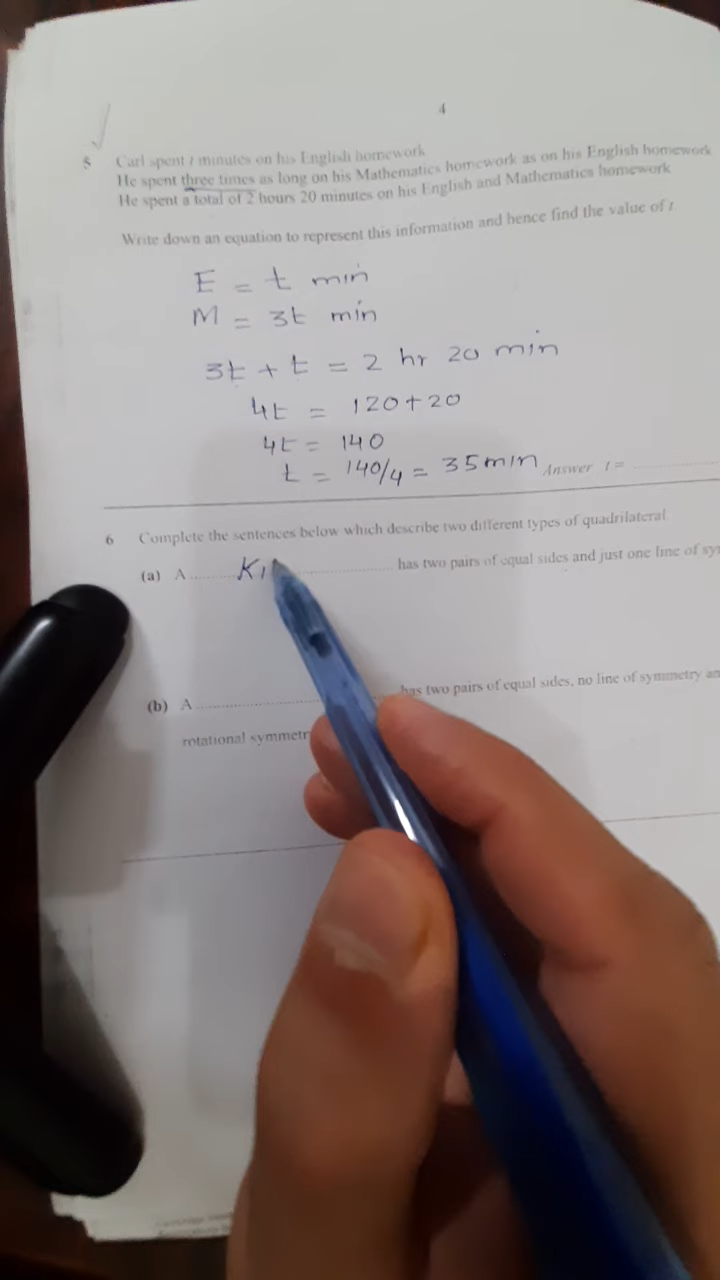 4
5 Carl spent t minutes on his English homework
He spent three times as long on his Mathematics homework as on his English homework
He spent a total of 2 hours 20 minutes on his English and Mathematics homework
Write down an equation to represent this information and hence find the value of t
E = t min
M = 3t min
3t + t = 2 hr 20 min
4t = 120+20
4t = 140
t = 140/4 = 35min Answer t = ....................
6 Complete the sentences below which describe two different types of quadrilateral
(a) A .......... Ki .................... has two pairs of equal sides and just one line of
(b) A .............................. has two pairs of equal sides, no line of symmetry
rotational